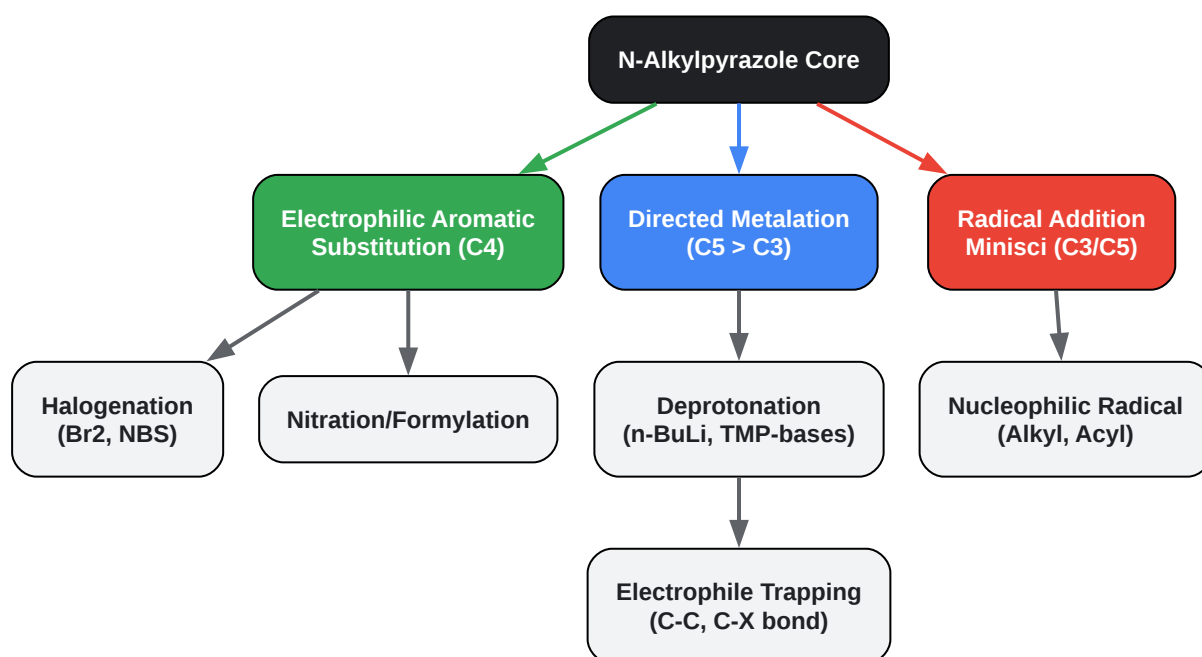 N-Alkylpyrazole Core
Electrophilic Aromatic
Substitution (C4)
Directed Metalation
(C5 > C3)
Radical Addition
Minisci (C3/C5)
Halogenation
(Br2, NBS)
Nitration/Formylation
Deprotonation
(n-BuLi, TMP-bases)
Nucleophilic Radical
(Alkyl, Acyl)
Electrophile Trapping
(C-C, C-X bond)